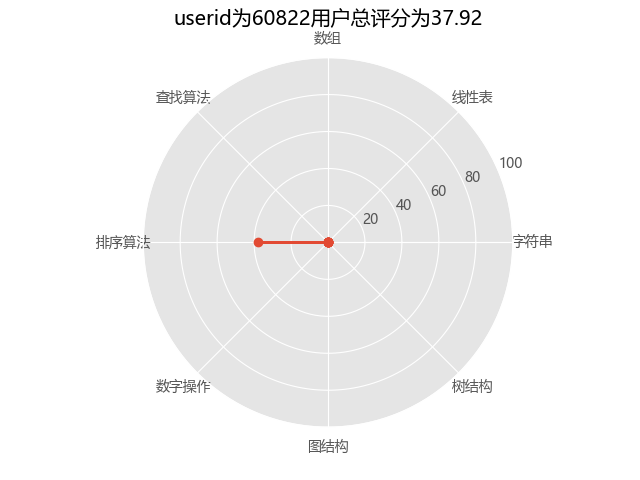 userid为60822用户总评分为37.92
数组
查找算法
线性表
100
80
60
40
20
排序算法
字符串
数字操作
树结构
图结构